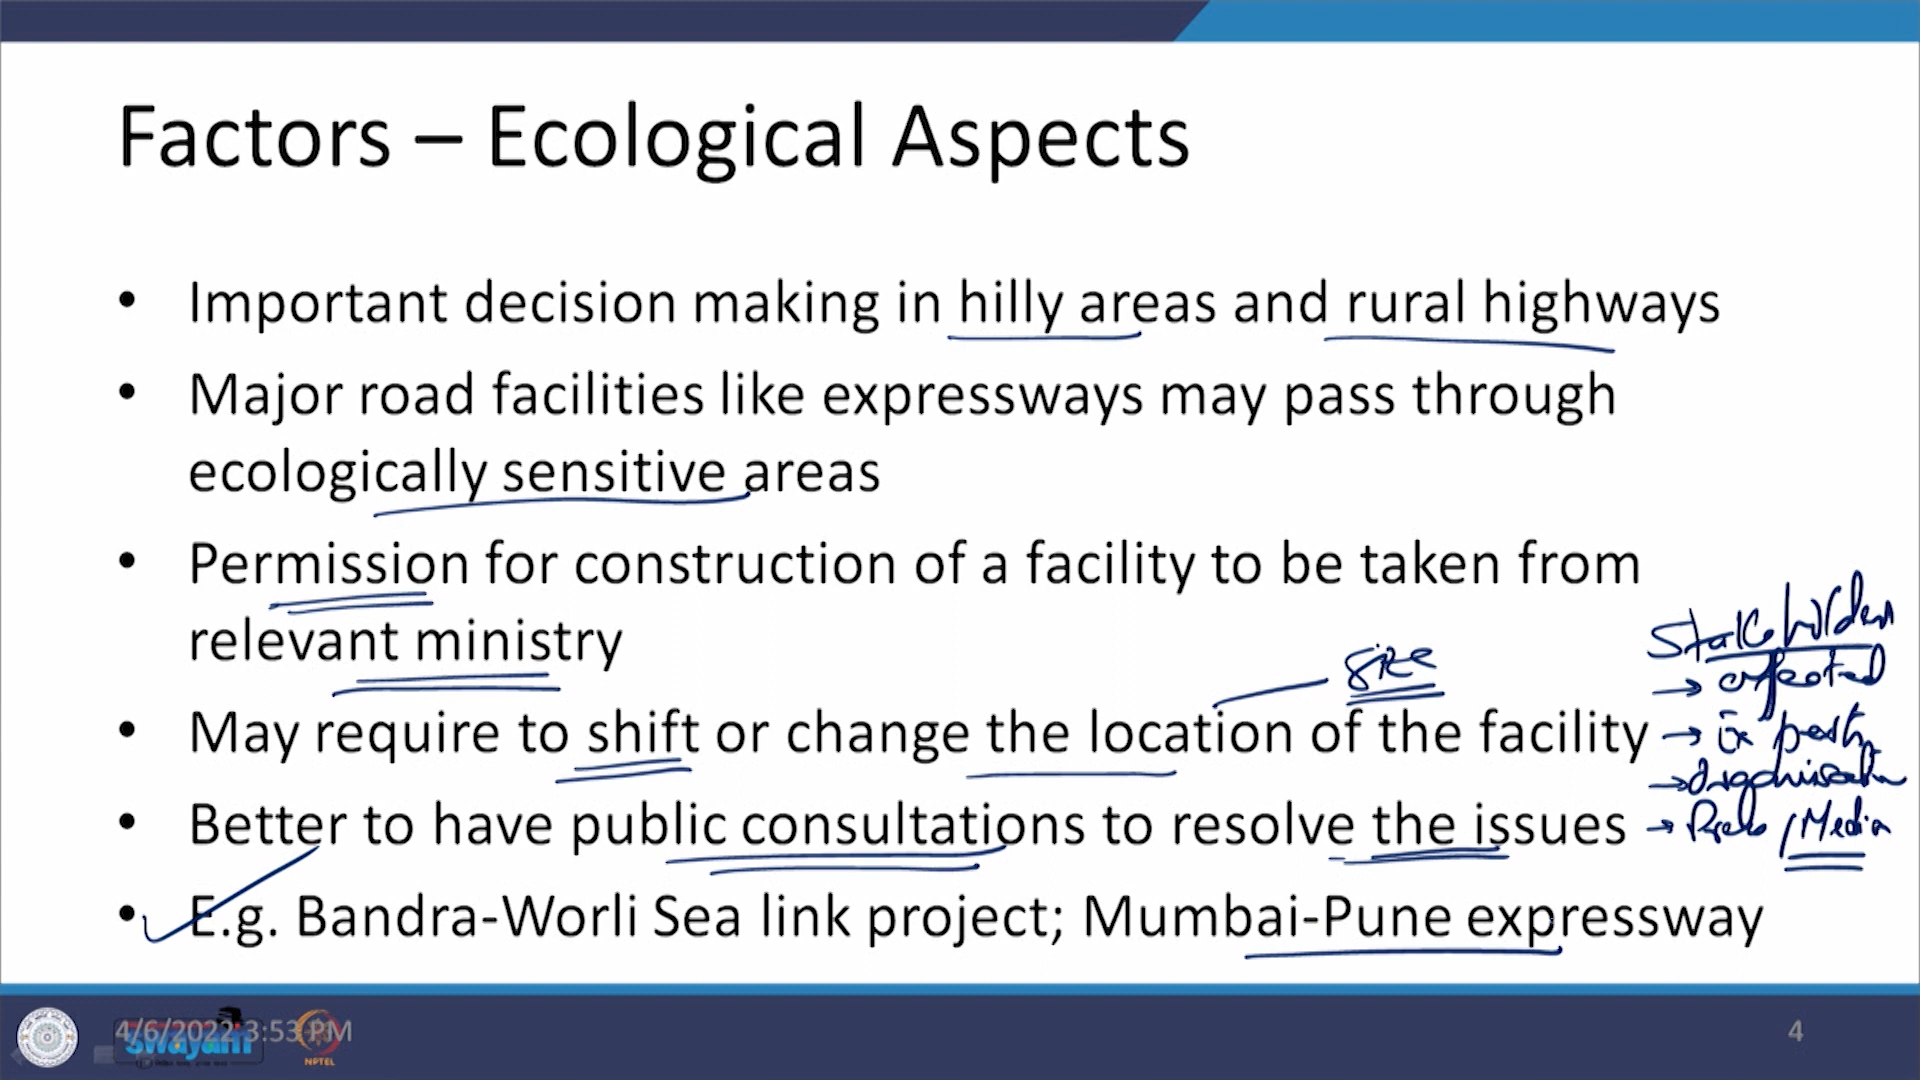 Factors – Ecological Aspects
• Important decision making in hilly areas and rural highways
• Major road facilities like expressways may pass through
ecologically sensitive areas
• Permission for construction of a facility to be taken from
relevant ministry
Stakeholders
size
→ affected
• May require to shift or change the location of the facility
→
→ Organisation
• Better to have public consultations to resolve the issues
→ / Media
• E.g. Bandra-Worli Sea link project; Mumbai-Pune expressway
4/6/2022 3:53 PM
swayam
NPTEL
4